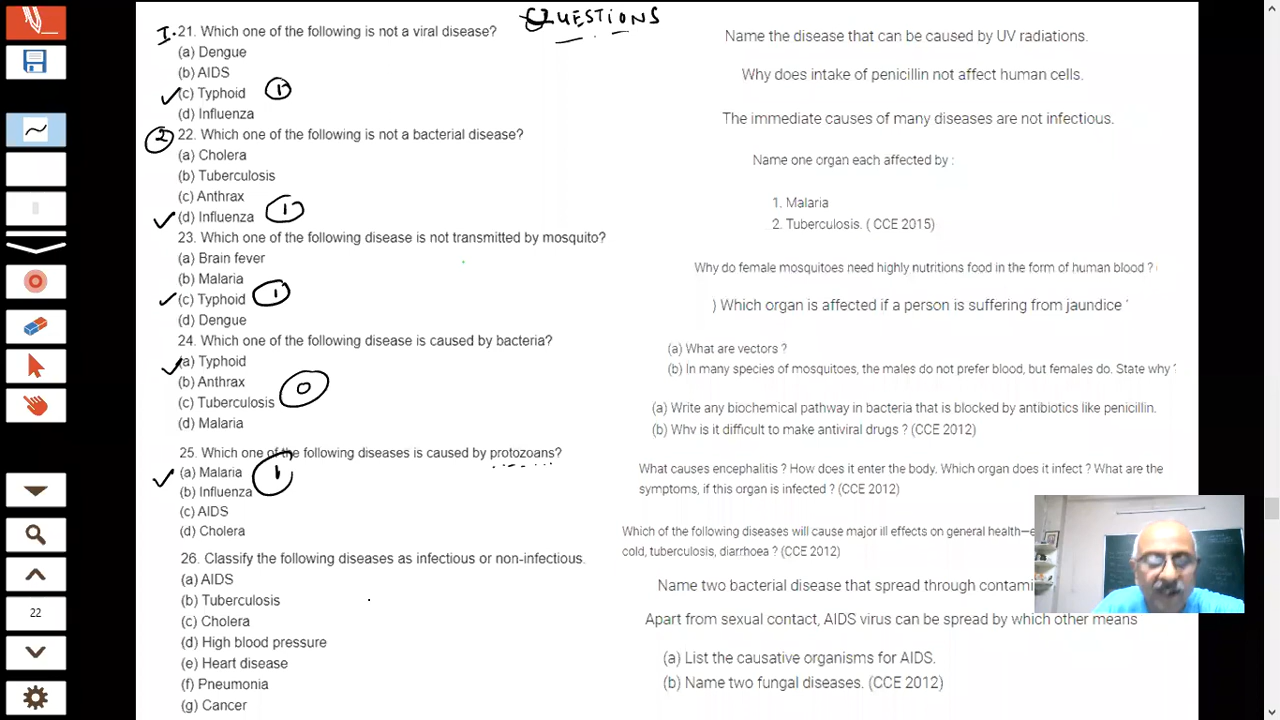 QUESTIONS
I. 21. Which one of the following is not a viral disease?
(a) Dengue
(b) AIDS
(c) Typhoid 1
(d) Influenza
2 22. Which one of the following is not a bacterial disease?
(a) Cholera
(b) Tuberculosis
(c) Anthrax
(d) Influenza 1
23. Which one of the following disease is not transmitted by mosquito?
(a) Brain fever
(b) Malaria
(c) Typhoid 1
(d) Dengue
24. Which one of the following disease is caused by bacteria?
(a) Typhoid
(b) Anthrax
(c) Tuberculosis 0
(d) Malaria
25. Which one of the following diseases is caused by protozoans?
(a) Malaria 1
(b) Influenza
(c) AIDS
(d) Cholera
26. Classify the following diseases as infectious or non-infectious.
(a) AIDS
(b) Tuberculosis
(c) Cholera
(d) High blood pressure
(e) Heart disease
(f) Pneumonia
(g) Cancer
Name the disease that can be caused by UV radiations.
Why does intake of penicillin not affect human cells.
The immediate causes of many diseases are not infectious.
Name one organ each affected by :
1. Malaria
2. Tuberculosis. ( CCE 2015)
Why do female mosquitoes need highly nutritions food in the form of human blood ? (
) Which organ is affected if a person is suffering from jaundice
(a) What are vectors ?
(b) In many species of mosquitoes, the males do not prefer blood, but females do. State why ?
(a) Write any biochemical pathway in bacteria that is blocked by antibiotics like penicillin.
(b) Whv is it difficult to make antiviral drugs ? (CCE 2012)
What causes encephalitis ? How does it enter the body. Which organ does it infect ? What are the
symptoms, if this organ is infected ? (CCE 2012)
Which of the following diseases will cause major ill effects on general health—
cold, tuberculosis, diarrhoea ? (CCE 2012)
Name two bacterial disease that spread through
Apart from sexual contact, AIDS virus can be spread by which other means
(a) List the causative organisms for AIDS.
(b) Name two fungal diseases. (CCE 2012)
22